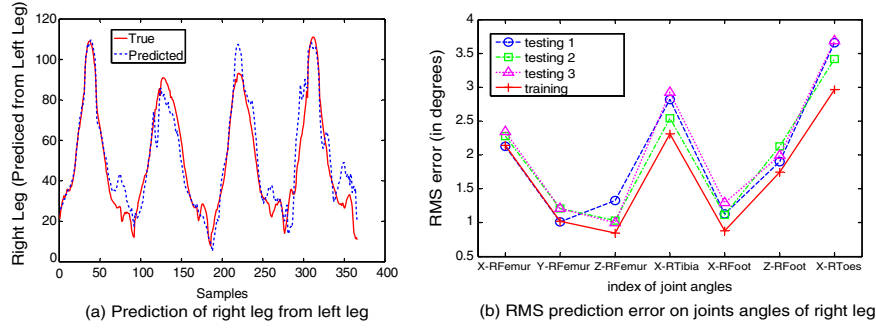 120
100
80
60
40
20
0
0
50
100
150
200
250
300
350
400
True
Predicted
Right Leg (Prediced from Left Leg)
Samples
(a) Prediction of right leg from left leg
4
3.5
3
2.5
2
1.5
1
0.5
testing 1
testing 2
testing 3
training
RMS error (in degrees)
X-RFemur
Y-RFemur
Z-RFemur
X-RTibia
X-RFoot
Z-RFoot
X-RToes
index of joint angles
(b) RMS prediction error on joints angles of right leg